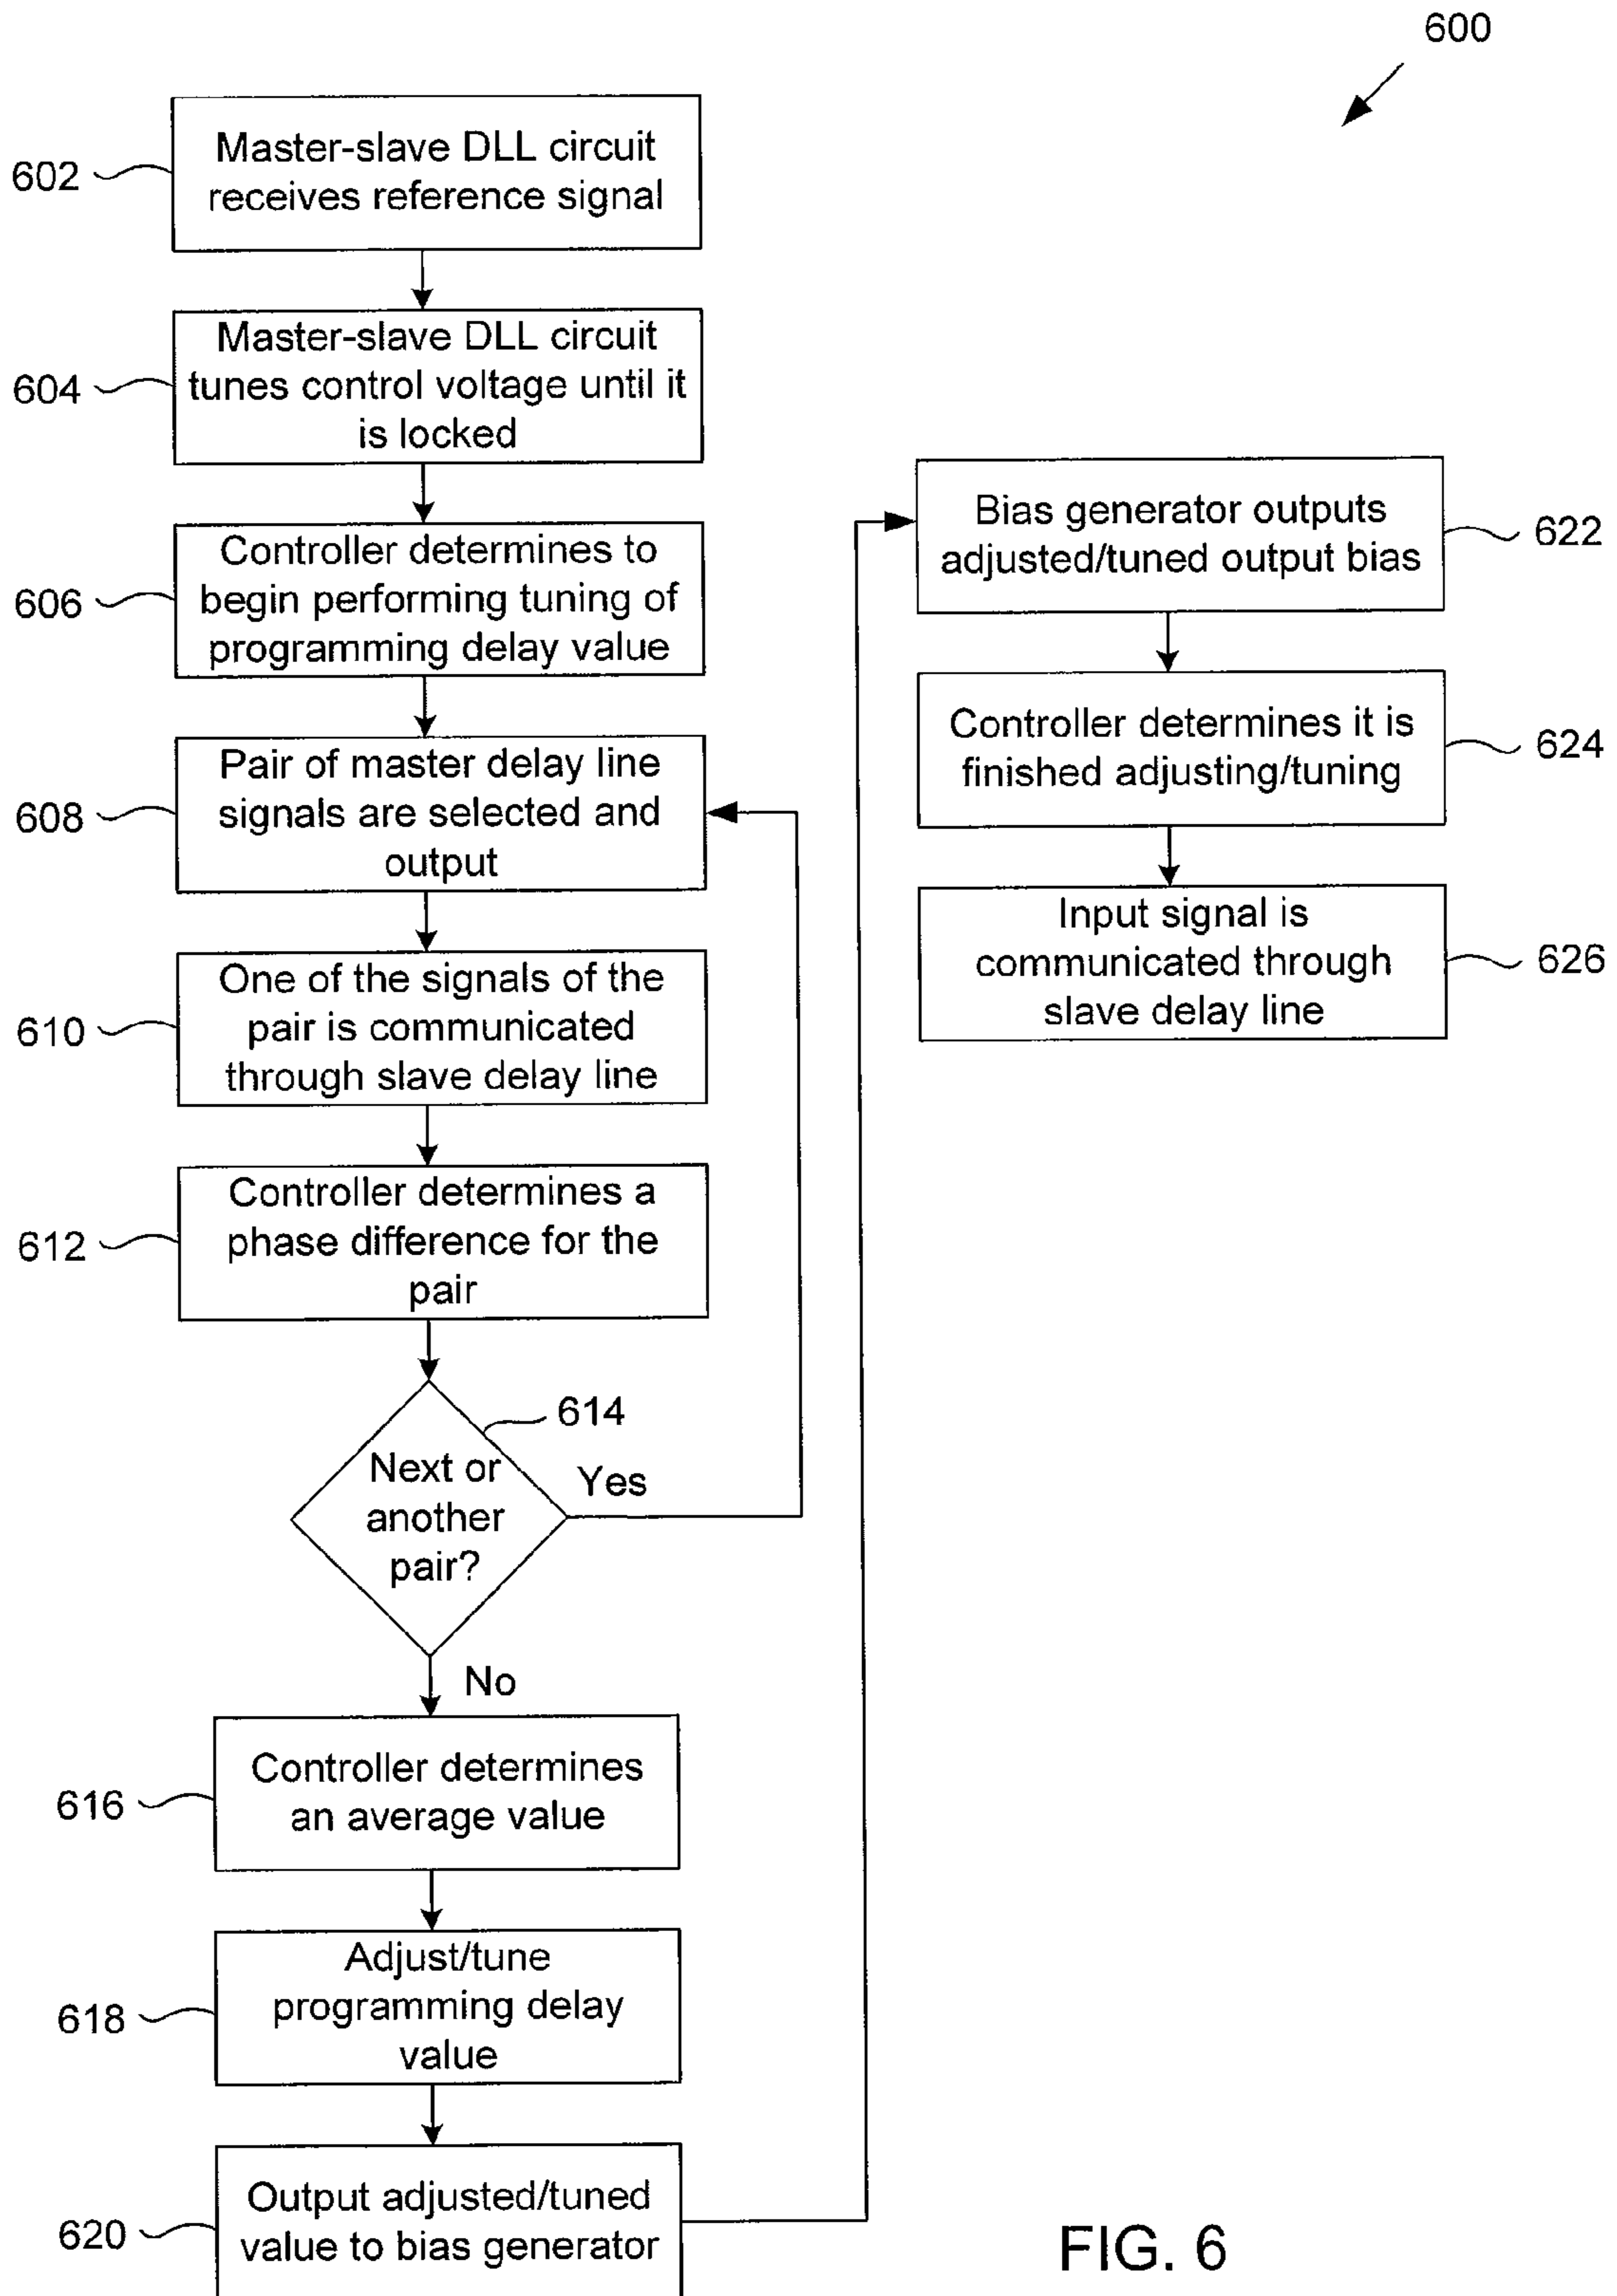 600
602
Master-slave DLL circuit
receives reference signal
604
Master-slave DLL circuit
tunes control voltage until it
is locked
606
Controller determines to
begin performing tuning of
programming delay value
608
Pair of master delay line
signals are selected and
output
610
One of the signals of the
pair is communicated
through slave delay line
612
Controller determines a
phase difference for the
pair
614
Next or
another
pair?
Yes
No
616
Controller determines
an average value
618
Adjust/tune
programming delay
value
620
Output adjusted/tuned
value to bias generator
Bias generator outputs
adjusted/tuned output bias
622
Controller determines it is
finished adjusting/tuning
624
Input signal is
communicated through
slave delay line
626
FIG. 6